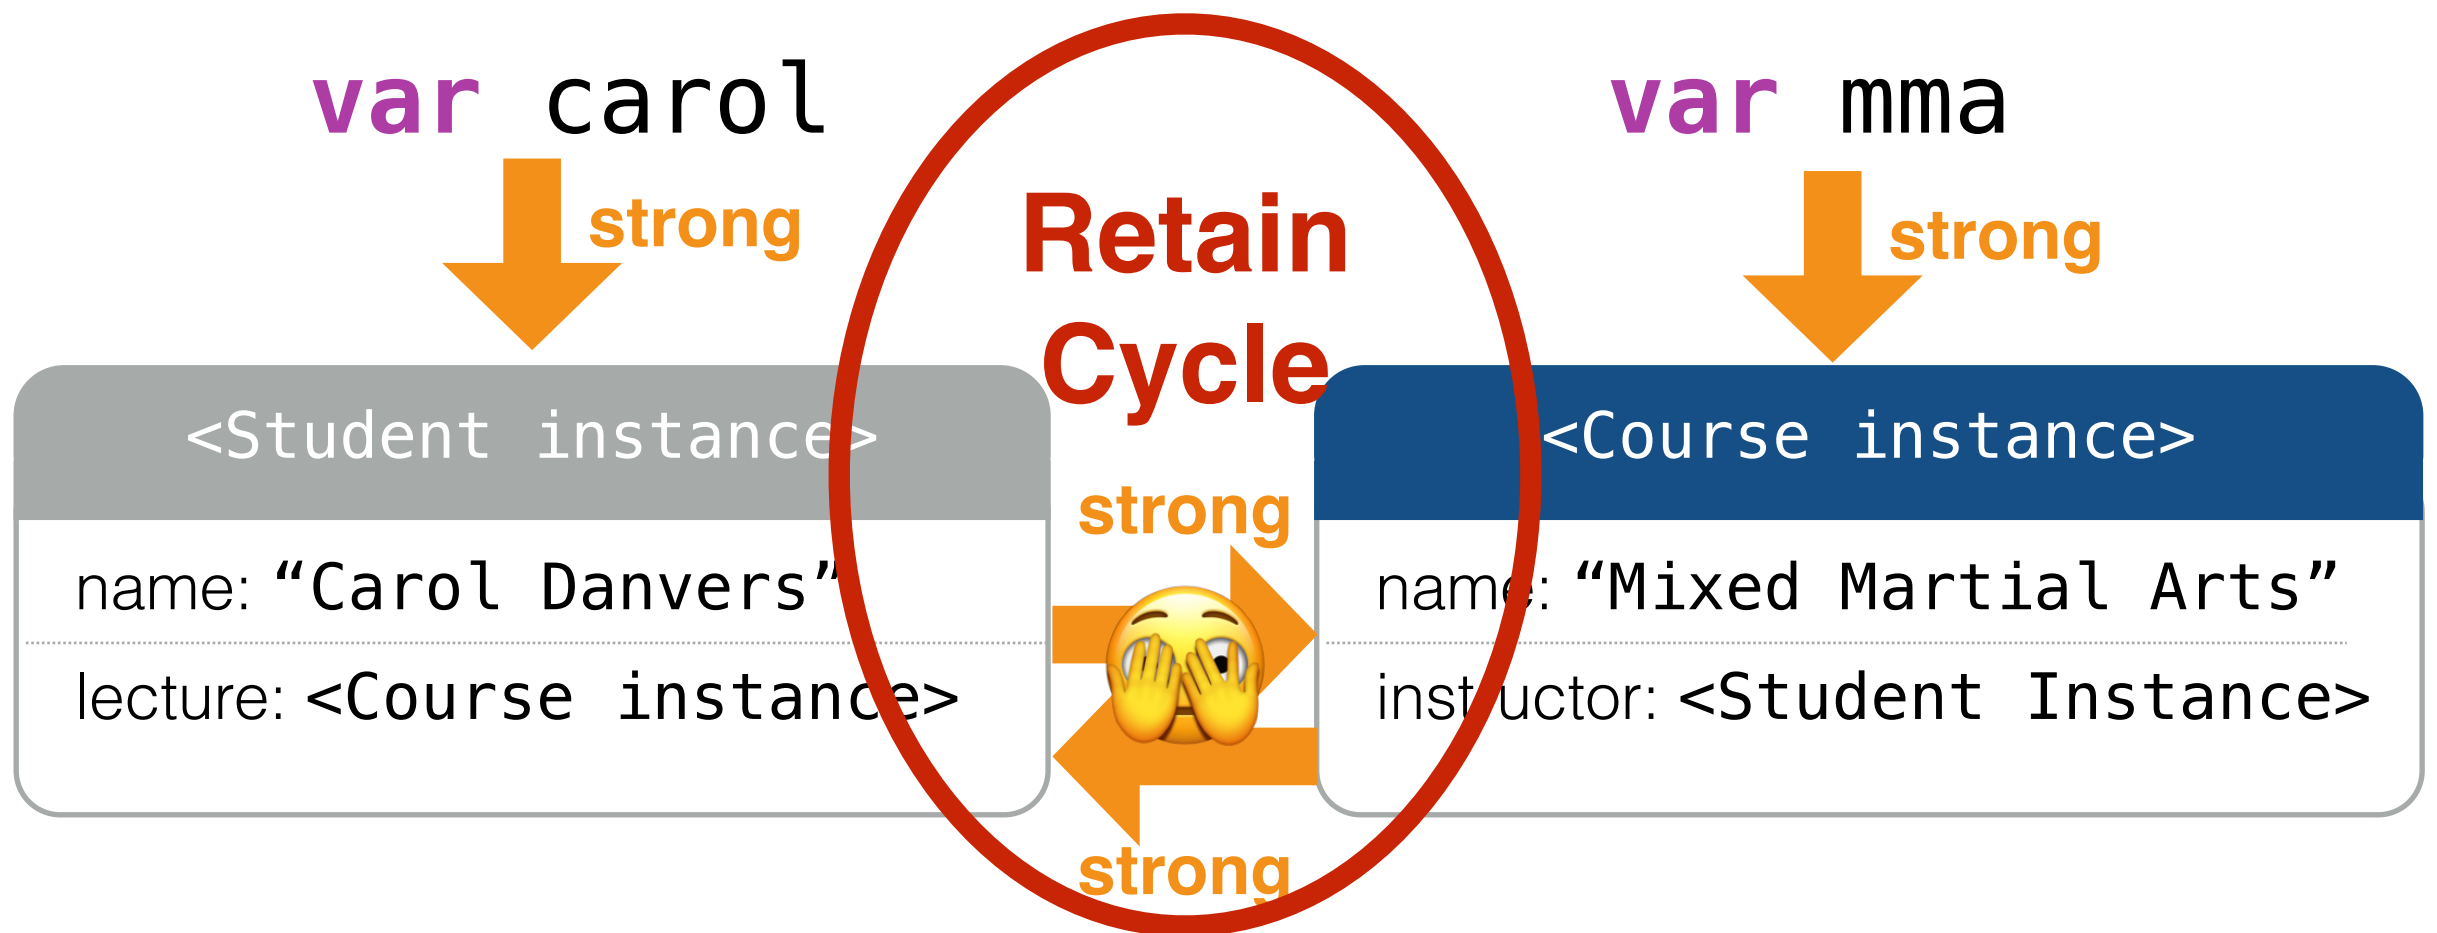 var carol
strong
var mma
strong
Retain
Cycle
<Student instance>
name: “Carol Danvers”
lecture: <Course instance>
strong
strong
<Course instance>
name: “Mixed Martial Arts”
instructor: <Student Instance>